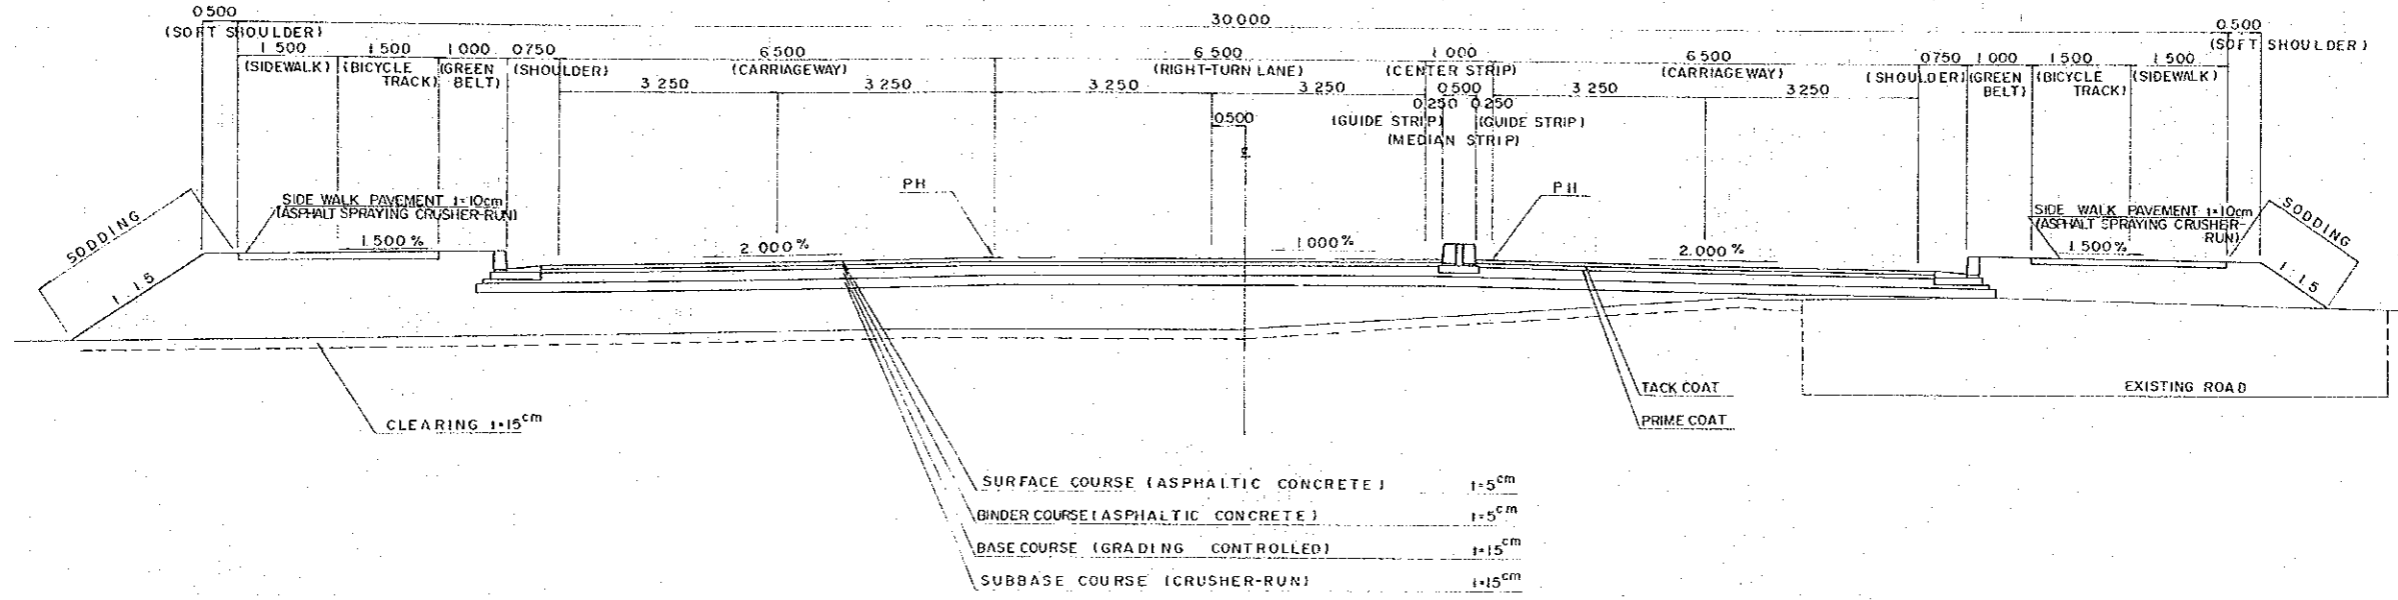 0.500
30 000
0.500
(SOFT SHOULDER)
(SOFT SHOULDER)
1 500
1 500
1 000
0 750
6 500
6 500
1 000
6 500
0 750
1 000
1 500
1 500
(SIDEWALK)
(BICYCLE
TRACK)
(GREEN
BELT)
(SHOULDER)
(CARRIAGEWAY)
(RIGHT-TURN LANE)
(CENTER STRIP)
(CARRIAGEWAY)
(SHOULDER)
(GREEN
BELT)
(BICYCLE
TRACK)
(SIDEWALK)
3 250
3 250
3 250
3 250
0.500
3 250
3 250
0 250
0.250
0.500
(GUIDE STRIP)
(GUIDE STRIP)
(MEDIAN STRIP)
℄
PH
PH
SODDING
SIDE WALK PAVEMENT t=10cm
(ASPHALT SPRAYING CRUSHER-RUN)
SIDE WALK PAVEMENT t=10cm
(ASPHALT SPRAYING CRUSHER-
RUN)
SODDING
1.500 %
2.000 %
1 000 %
2.000 %
1 500 %
1 : 1.5
1 : 1.5
CLEARING t=15cm
TACK COAT
PRIME COAT
EXISTING ROAD
SURFACE COURSE (ASPHALTIC CONCRETE) t=5cm
BINDER COURSE (ASPHALTIC CONCRETE) t=5cm
BASE COURSE (GRADING CONTROLLED) t=15cm
SUBBASE COURSE (CRUSHER-RUN) t=15cm